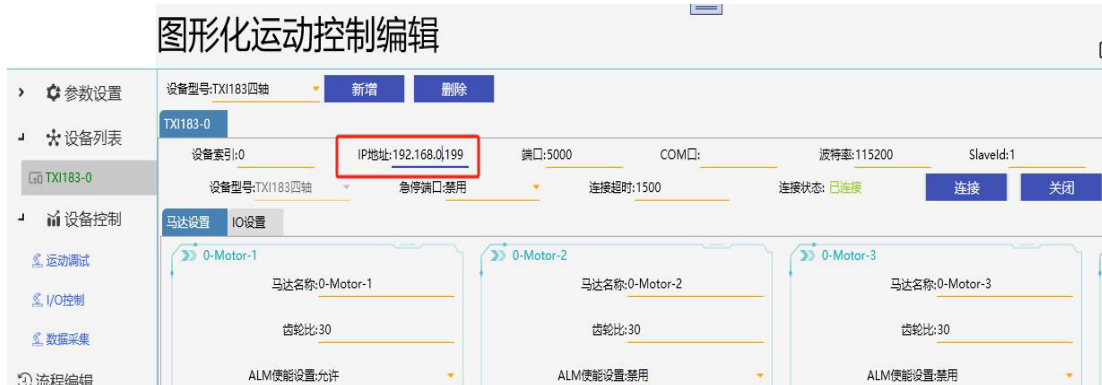 图形化运动控制编辑
参数设置
设备列表
TXI183-0
设备控制
运动调试
I/O控制
数据采集
流程编辑
设备型号:TXI183四轴 新增 删除
TXI183-0
设备索引:0 IP地址:192.168.0.199 端口:5000 COM口: 波特率:115200 SlaveId:1
设备型号:TXI183四轴 急停端口:禁用 连接超时:1500 连接状态: 已连接 连接 关闭
马达设置 IO设置
0-Motor-1 0-Motor-2 0-Motor-3
马达名称:0-Motor-1 马达名称:0-Motor-2 马达名称:0-Motor-3
齿轮比:30 齿轮比:30 齿轮比:30
ALM使能设置:允许 ALM使能设置:禁用 ALM使能设置:禁用